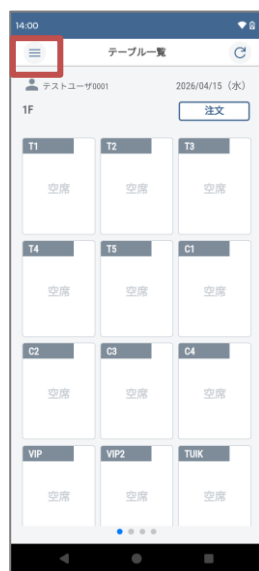 14:00
テーブル一覧
テストユーザ0001 2026/04/15（水）
1F 注文
T1 T2 T3
空席 空席 空席
T4 T5 C1
空席 空席 空席
C2 C3 C4
空席 空席 空席
VIP VIP2 TUIK
空席 空席 空席